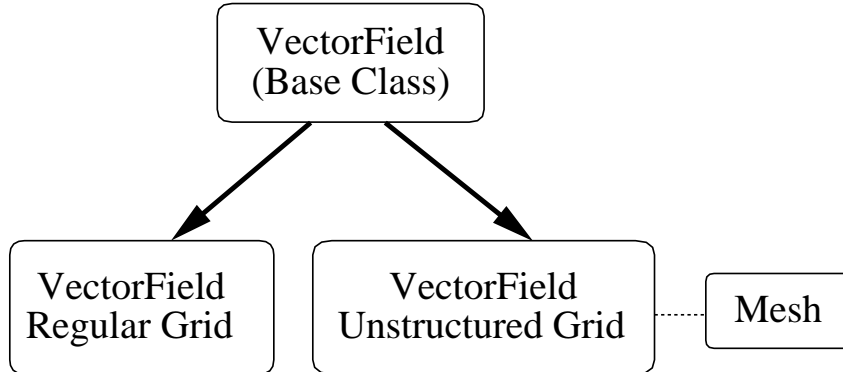 VectorField
(Base Class)
VectorField
Regular Grid
VectorField
Unstructured Grid
Mesh